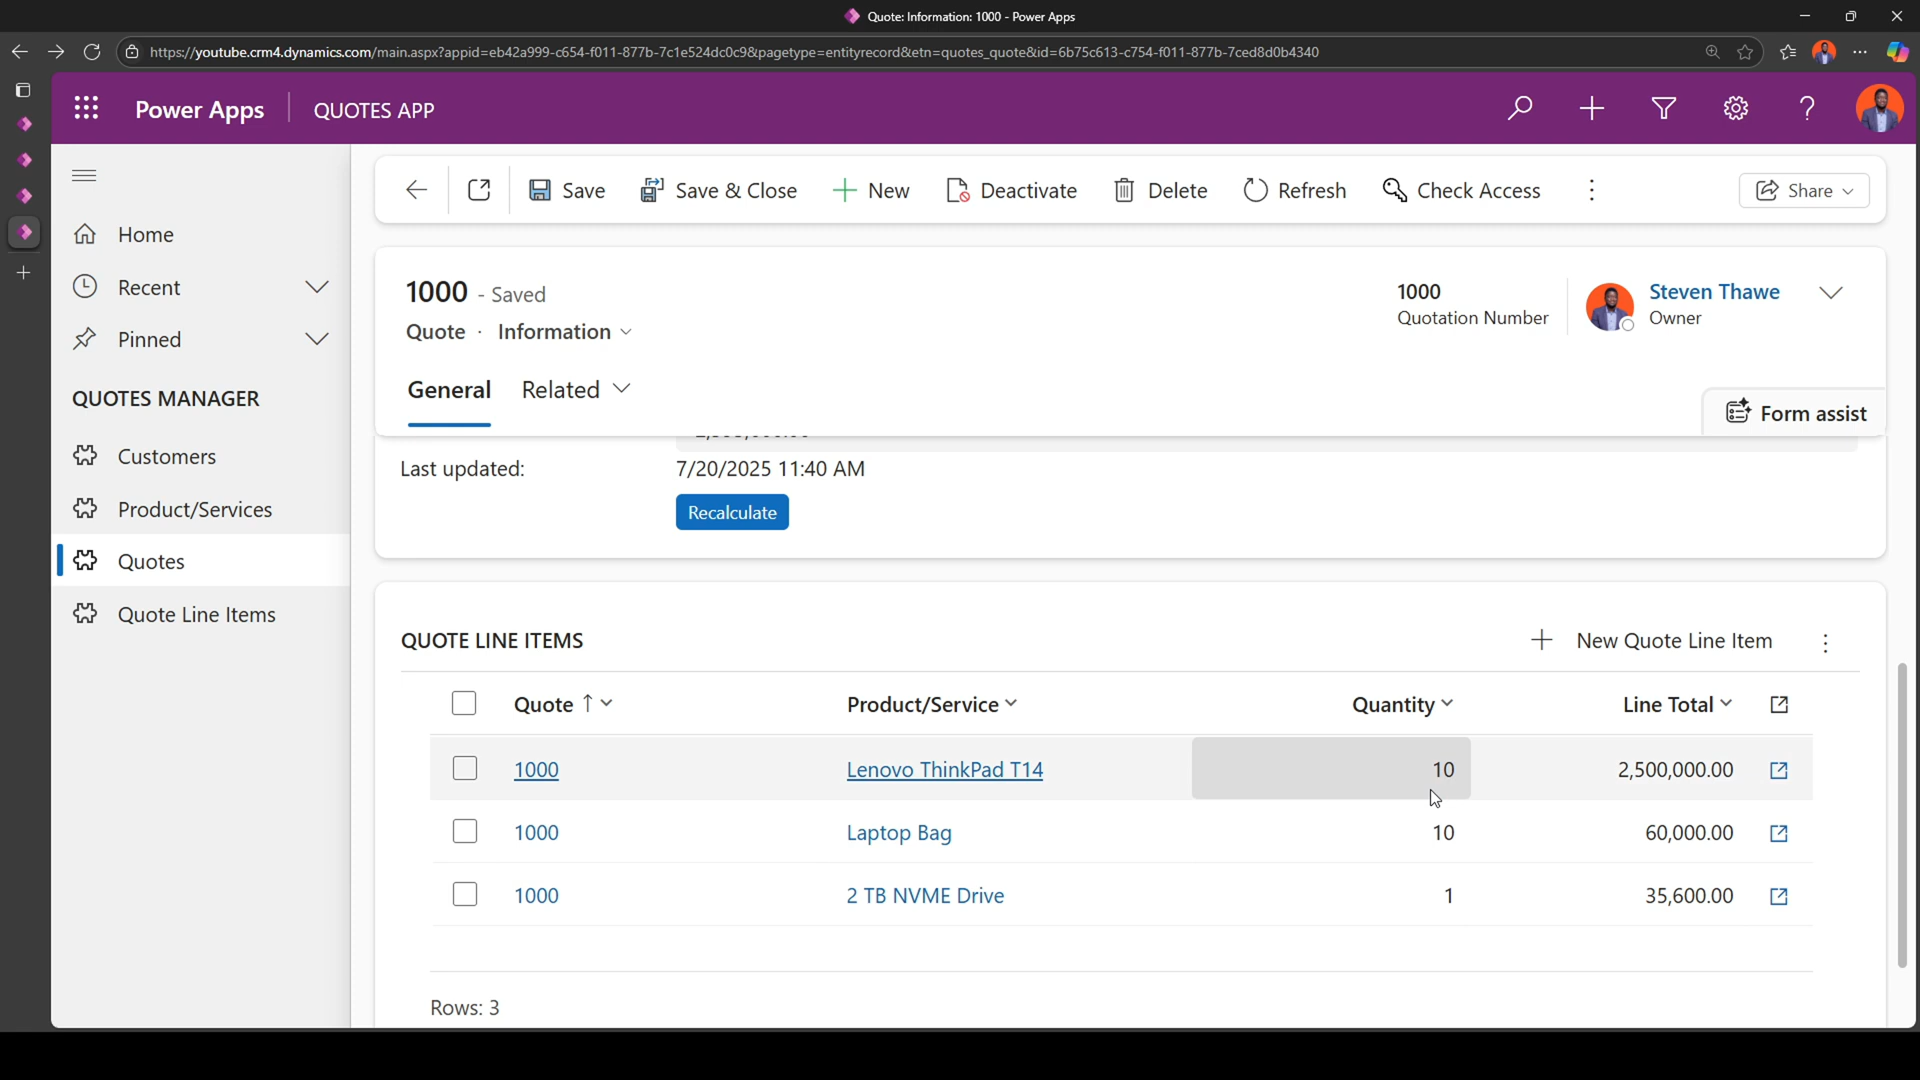 Quote: Information: 1000 - Power Apps
https://youtube.crm4.dynamics.com/main.aspx?appid=eb42a999-c654-f011-877b-7c1e524dc0c9&pagetype=entityrecord&etn=quotes_quote&id=6b75c613-c754-f011-877b-7ced8d0b4340
Power Apps
QUOTES APP
Save
Save & Close
New
Deactivate
Delete
Refresh
Check Access
Share
Home
Recent
Pinned
QUOTES MANAGER
Customers
Product/Services
Quotes
Quote Line Items
1000 - Saved
Quote · Information
1000
Quotation Number
Steven Thawe
Owner
General
Related
Form assist
Last updated:
7/20/2025 11:40 AM
Recalculate
QUOTE LINE ITEMS
New Quote Line Item
Quote Product/Service Quantity Line Total
1000 Lenovo ThinkPad T14 10 2,500,000.00
1000 Laptop Bag 10 60,000.00
1000 2 TB NVME Drive 1 35,600.00
Rows: 3